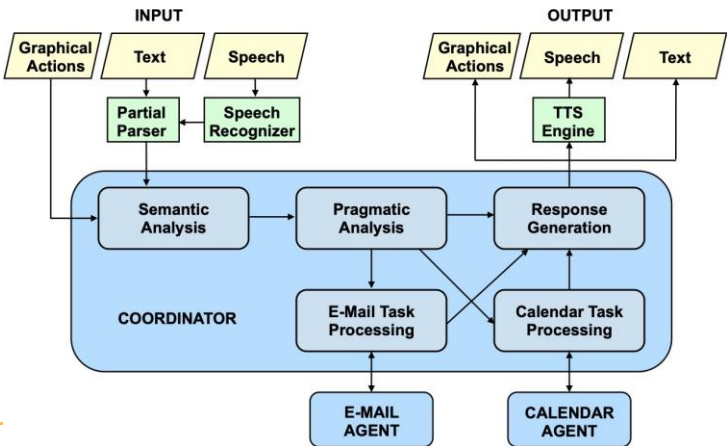 INPUT
OUTPUT
Graphical
Actions
Text
Speech
Graphical
Actions
Speech
Text
Partial
Parser
Speech
Recognizer
TTS
Engine
Semantic
Analysis
Pragmatic
Analysis
Response
Generation
COORDINATOR
E-Mail Task
Processing
Calendar Task
Processing
E-MAIL
AGENT
CALENDAR
AGENT